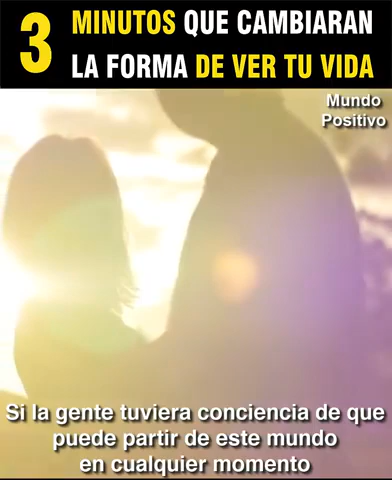 3 MINUTOS QUE CAMBIARAN
LA FORMA DE VER TU VIDA
Mundo
Positivo
Si la gente tuviera conciencia de que
puede partir de este mundo
en cualquier momento